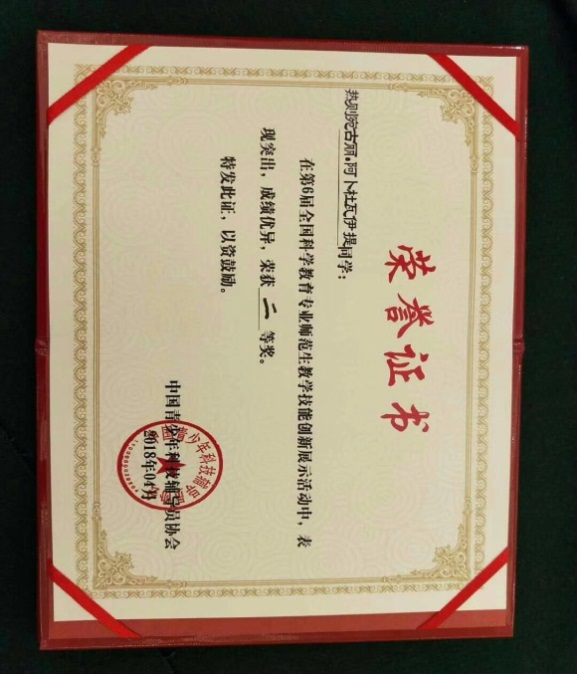 荣誉证书
热则宛古丽·阿卜杜瓦伊提同学：
在第6届全国科学教育专业师范生教学技能创新展示活动中，表
现突出，成绩优异，荣获 二 等奖。
特发此证，以资鼓励。
中国青少年科技辅导员协会
2018年04月